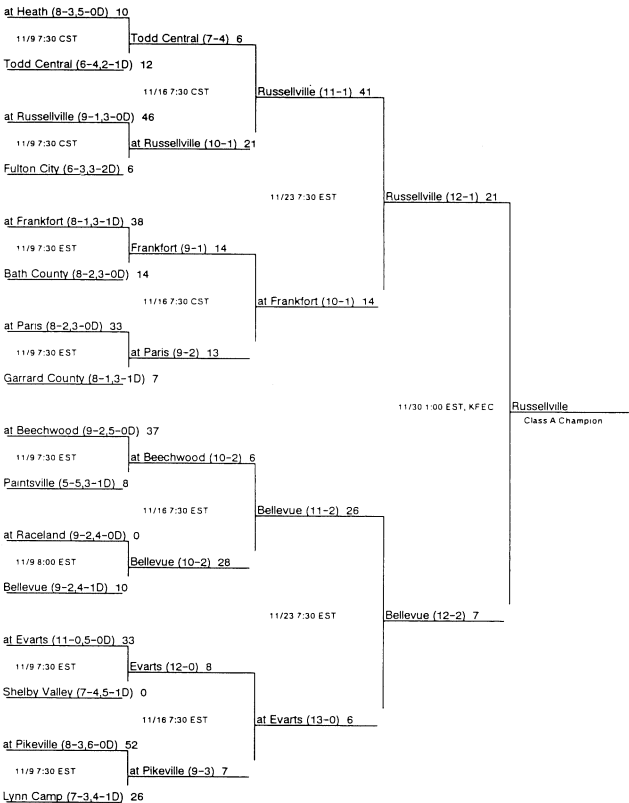 at Heath (8-3,5-0D) 10
11/9 7:30 CST
Todd Central (7-4) 6
Todd Central (6-4,2-1D) 12
11/16 7:30 CST
Russellville (11-1) 41
at Russellville (9-1,3-0D) 46
11/9 7:30 CST
at Russellville (10-1) 21
Fulton City (6-3,3-2D) 6
11/23 7:30 EST
Russellville (12-1) 21
at Frankfort (8-1,3-1D) 38
11/9 7:30 EST
Frankfort (9-1) 14
Bath County (8-2,3-0D) 14
11/16 7:30 CST
at Frankfort (10-1) 14
at Paris (8-2,3-0D) 33
11/9 7:30 EST
at Paris (9-2) 13
Garrard County (8-1,3-1D) 7
11/30 1:00 EST, KFEC
Russellville
Class A Champion
at Beechwood (9-2,5-0D) 37
11/9 7:30 EST
at Beechwood (10-2) 6
Paintsville (5-5,3-1D) 8
11/16 7:30 EST
Bellevue (11-2) 26
at Raceland (9-2,4-0D) 0
11/9 8:00 EST
Bellevue (10-2) 28
Bellevue (9-2,4-1D) 10
11/23 7:30 EST
Bellevue (12-2) 7
at Evarts (11-0,5-0D) 33
11/9 7:30 EST
Evarts (12-0) 8
Shelby Valley (7-4,5-1D) 0
11/16 7:30 EST
at Evarts (13-0) 6
at Pikeville (8-3,6-0D) 52
11/9 7:30 EST
at Pikeville (9-3) 7
Lynn Camp (7-3,4-1D) 26